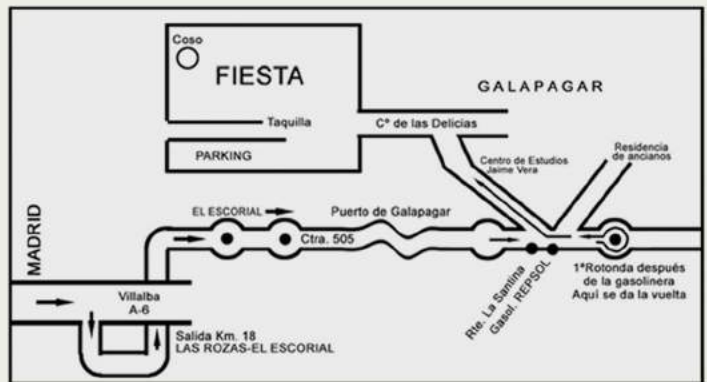 Coso
FIESTA
GALAPAGAR
Taquilla
Cº de las Delicias
PARKING
Centro de Estudios
Jaime Vera
Residencia
de ancianos
EL ESCORIAL
Puerto de Galapagar
Ctra. 505
MADRID
Villalba
A-6
Rte. La Santina
Gasol. REPSOL
1ªRotonda después
de la gasolinera
Aquí se da la vuelta
Salida Km. 18
LAS ROZAS-EL ESCORIAL